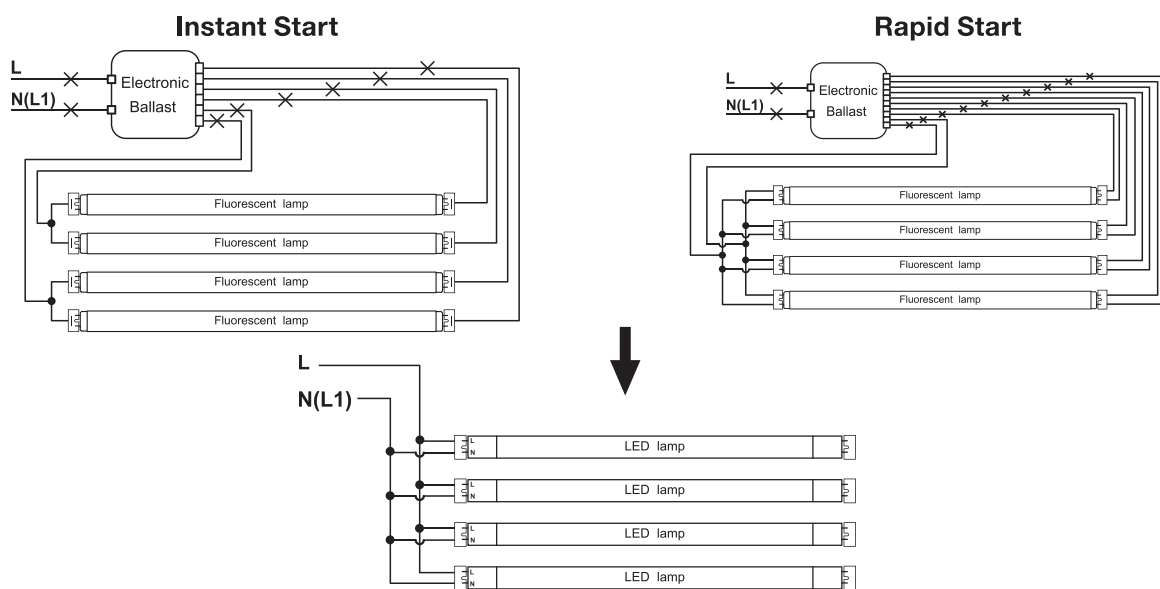 Instant Start
Rapid Start
L
N(L1)
Electronic
Ballast
Fluorescent lamp
Fluorescent lamp
Fluorescent lamp
Fluorescent lamp
L
N(L1)
Electronic
Ballast
Fluorescent lamp
Fluorescent lamp
Fluorescent lamp
Fluorescent lamp
L
N(L1)
L
N
LED lamp
L
N
LED lamp
L
N
LED lamp
L
N
LED lamp